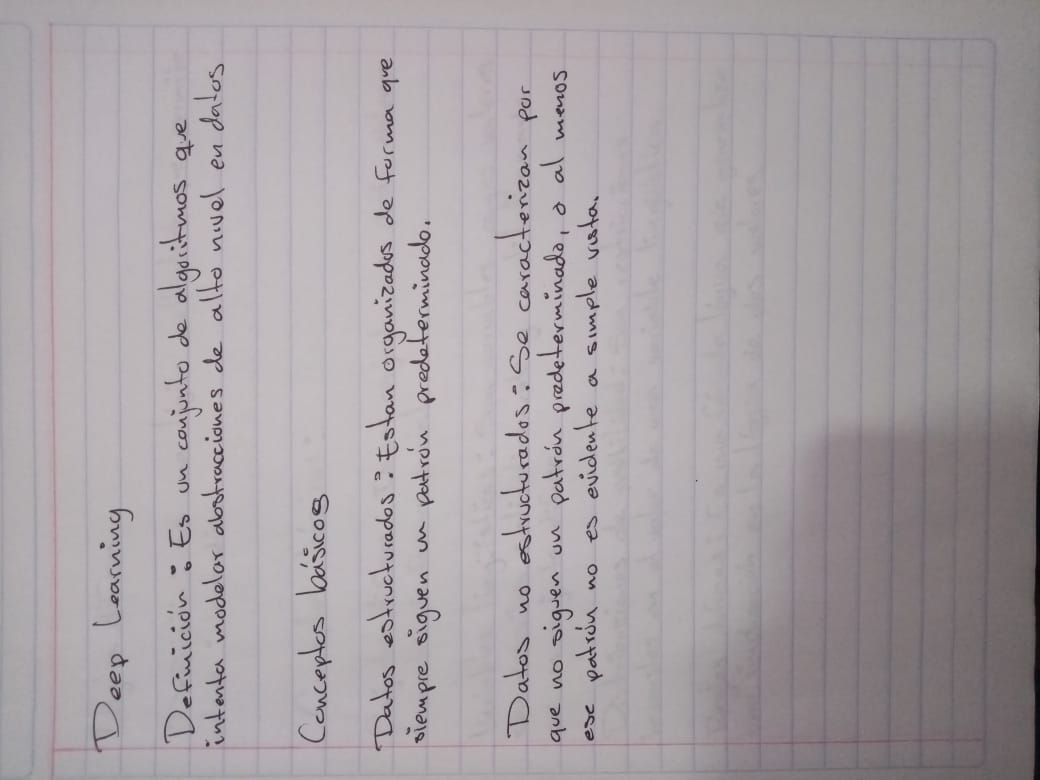 Deep Learning
Definición: Es un conjunto de algoritmos que
intenta modelar abstracciones de alto nivel en datos
Conceptos básicos
Datos estructurados: Estan organizados de forma que
siempre siguen un patrón predeterminado.
Datos no estructurados: Se caracterizan por
que no siguen un patrón predeterminado, o al menos
ese patrón no es evidente a simple vista.